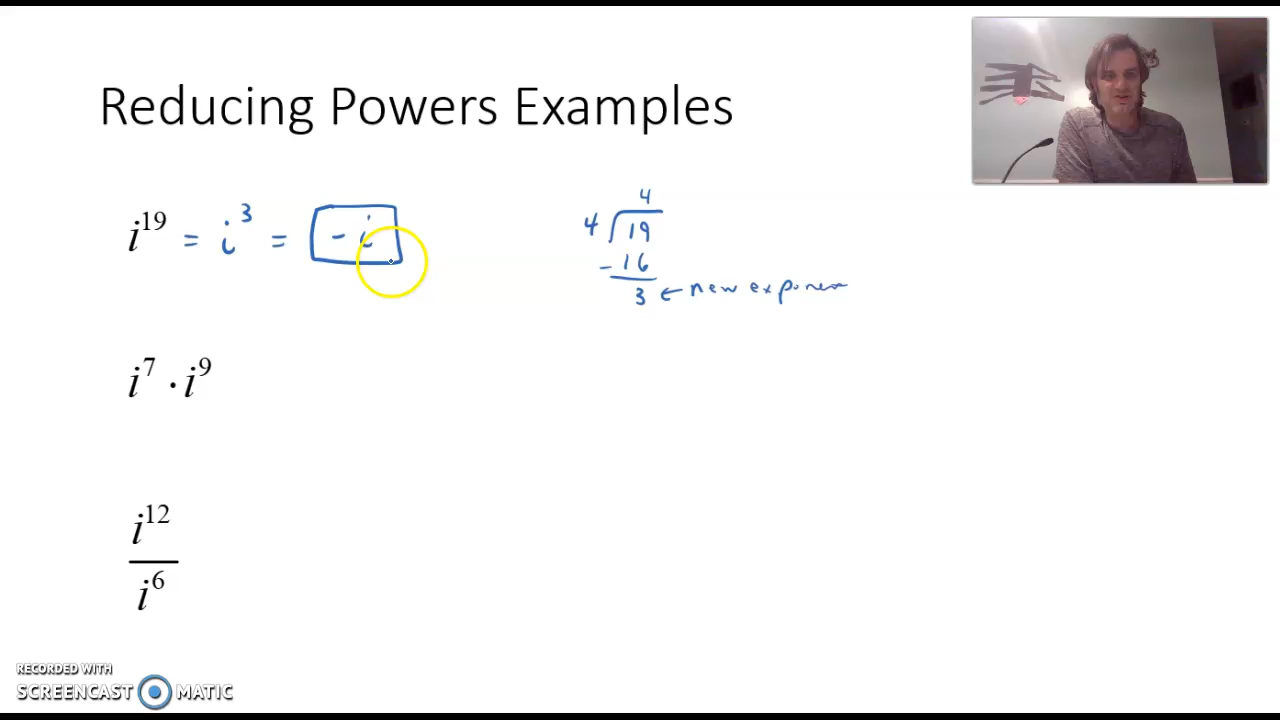 Reducing Powers Examples
i^19 = i^3 = - i
4
4 19
- 16
3 ← new
i^7 · i^9
i^12
i^6
RECORDED WITH
SCREENCAST MATIC